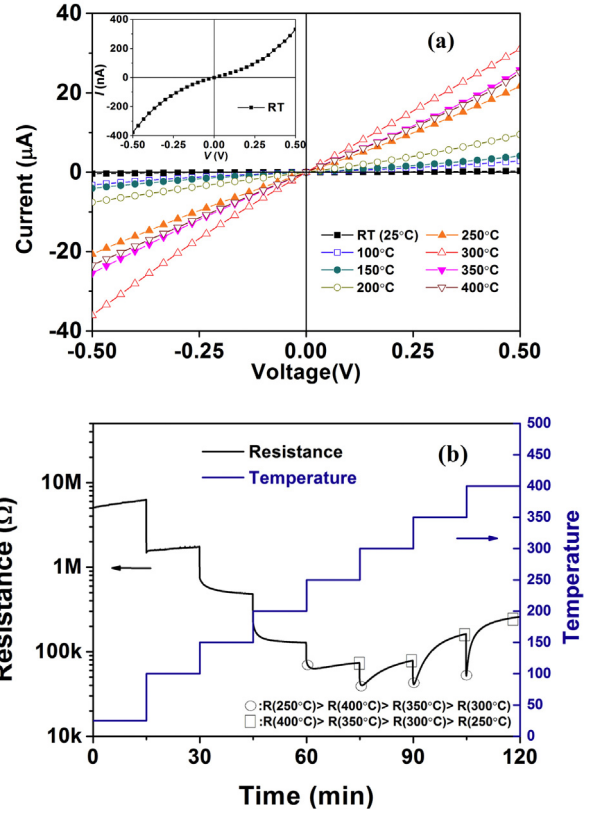 40
20
0
-20
-40
Current (μA)
(a)
400
200
0
-200
-400
I (nA)
-0.50 -0.25 0.00 0.25 0.50
V (V)
RT
RT (25°C) 250°C
100°C 300°C
150°C 350°C
200°C 400°C
-0.50 -0.25 0.00 0.25 0.50
Voltage(V)
(b)
Resistance
Temperature
10M
1M
100k
10k
Resistance (Ω)
500
450
400
350
300
250
200
150
100
50
0
Temperature
:R(250°C)> R(400°C)> R(350°C)> R(300°C)
:R(400°C)> R(350°C)> R(300°C)> R(250°C)
0 30 60 90 120
Time (min)